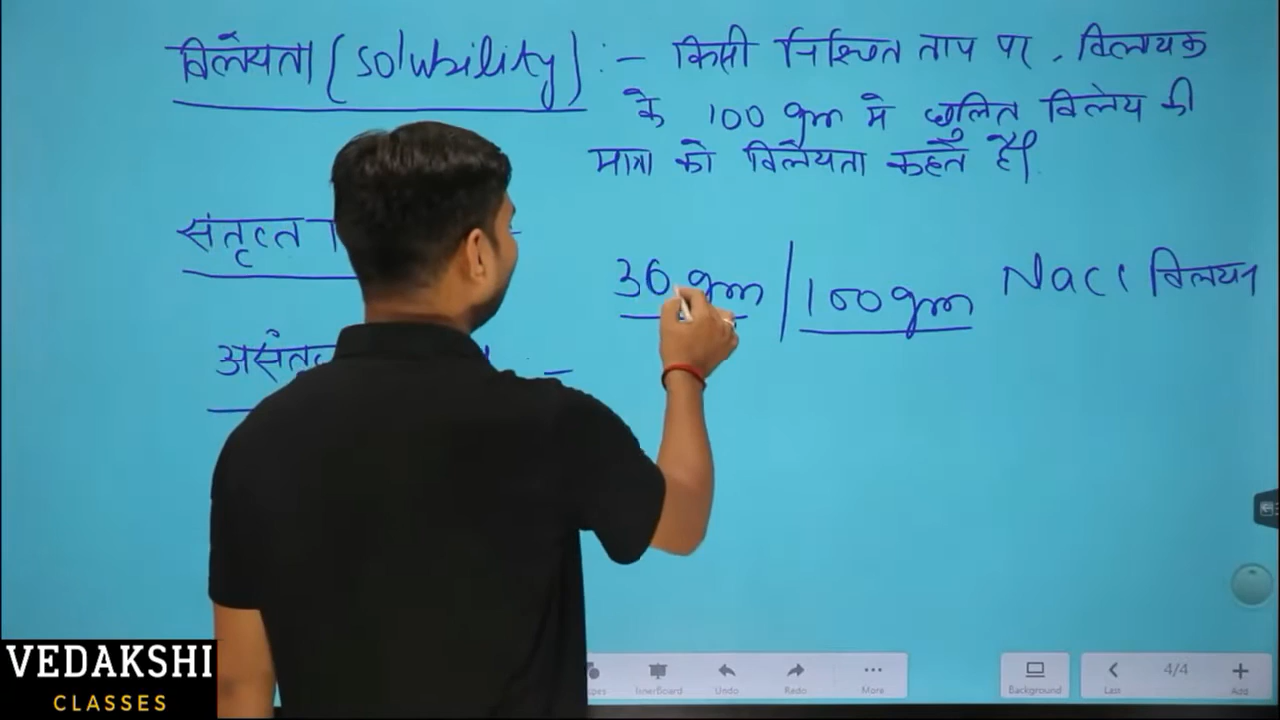 विलेयता (Solubility) :- किसी निश्चित ताप पर, विलायक
के 100 gm मे घुलित विलेय की
मात्रा को विलेयता कहते है।
संतृप्त
36 gm / 100 gm NaCl विलयन
असंतृ
InnerBoard
Undo
Redo
More
Background
Last
4/4
Add
VEDAKSHI
CLASSES